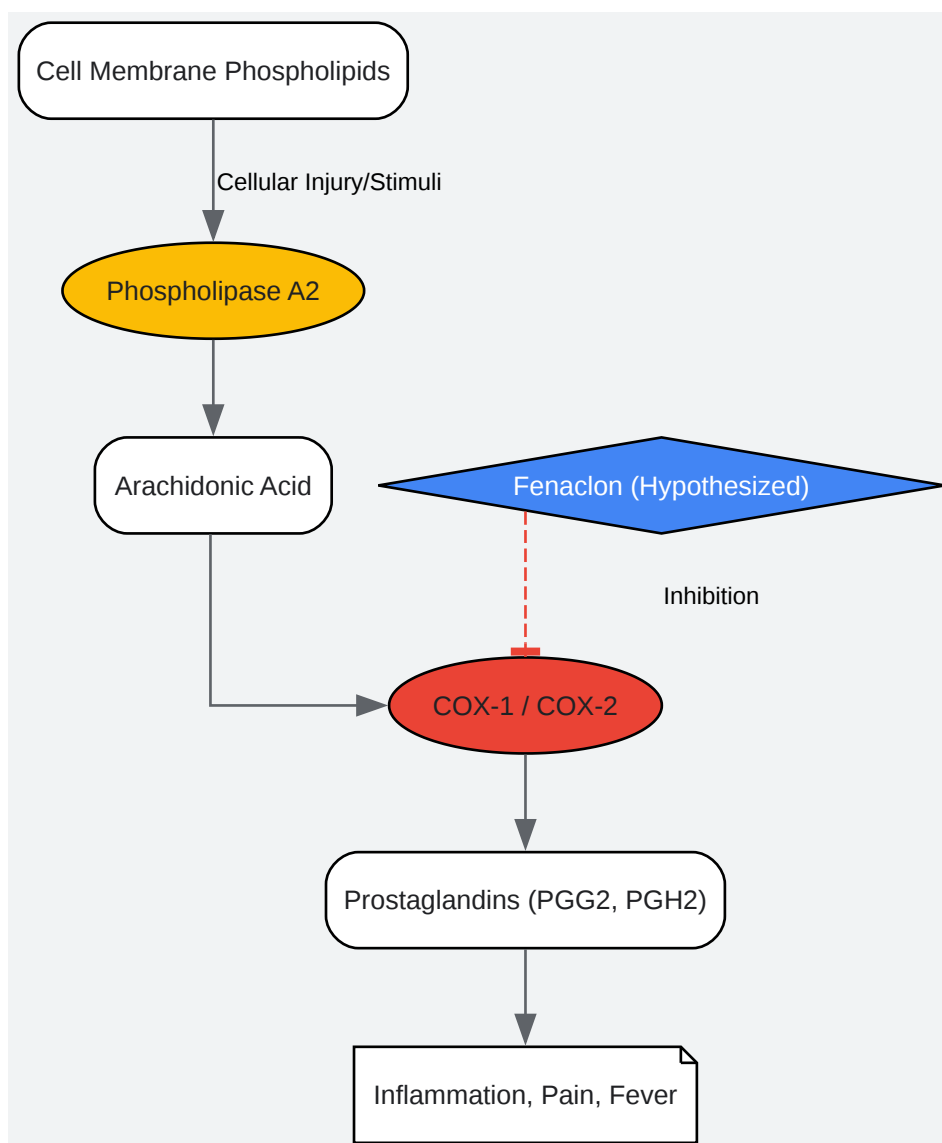 Cell Membrane Phospholipids
Cellular Injury/Stimuli
Phospholipase A2
Arachidonic Acid
Fenaclon (Hypothesized)
Inhibition
COX-1 / COX-2
Prostaglandins (PGG2, PGH2)
Inflammation, Pain, Fever